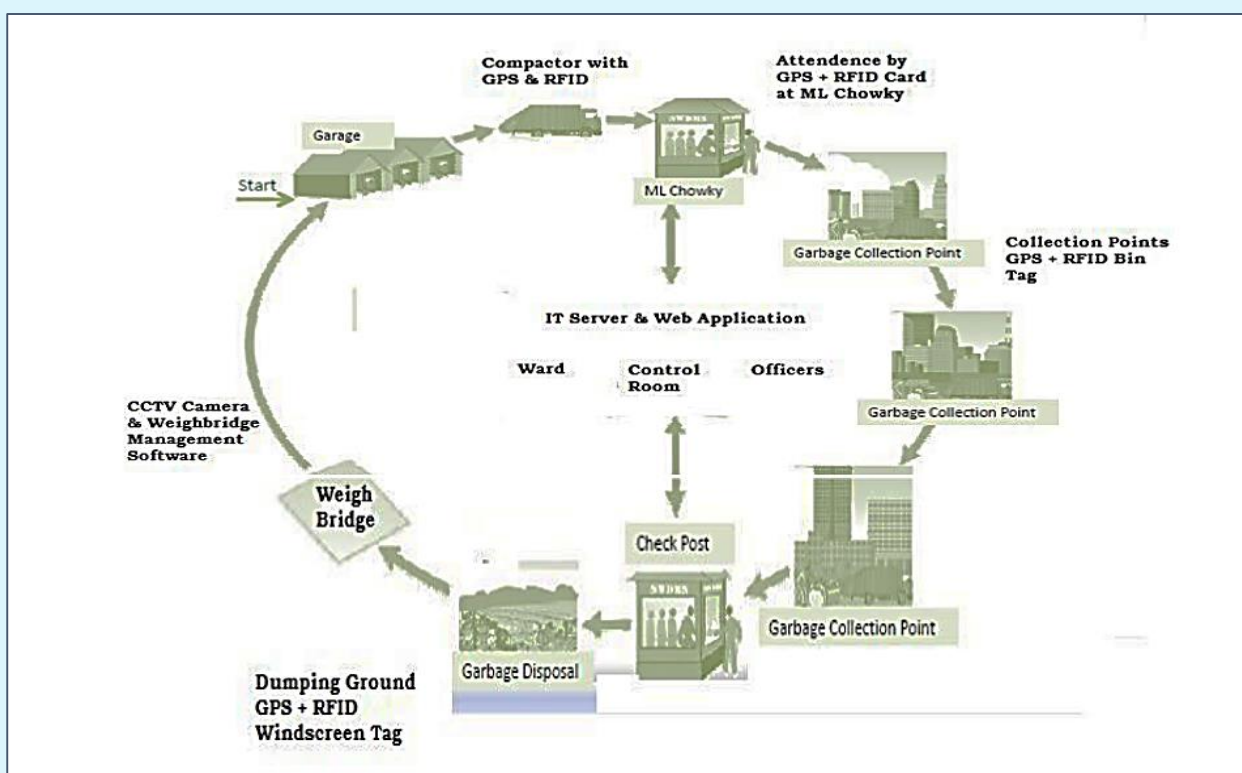 Compactor with
GPS & RFID
Attendence by
GPS + RFID Card
at ML Chowky
Garage
Start
ML Chowky
Garbage Collection Point
Collection Points
GPS + RFID Bin
Tag
IT Server & Web Application
Ward
Control
Room
Officers
Garbage Collection Point
CCTV Camera
& Weighbridge
Management
Software
Weigh
Bridge
Check Post
Garbage Collection Point
Garbage Disposal
Dumping Ground
GPS + RFID
Windscreen Tag